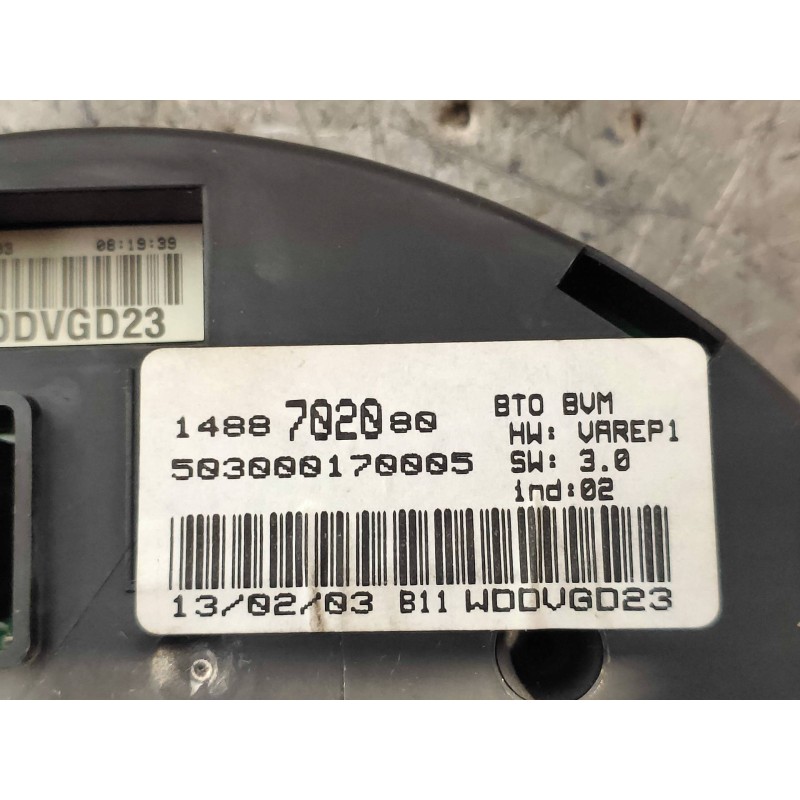 08:19:39
DDVGD23
1488 7020 80
503000170005
BTO BVM
HW: VAREP1
SW: 3.0
ind:02
13/02/03 B11 WDDVGD23